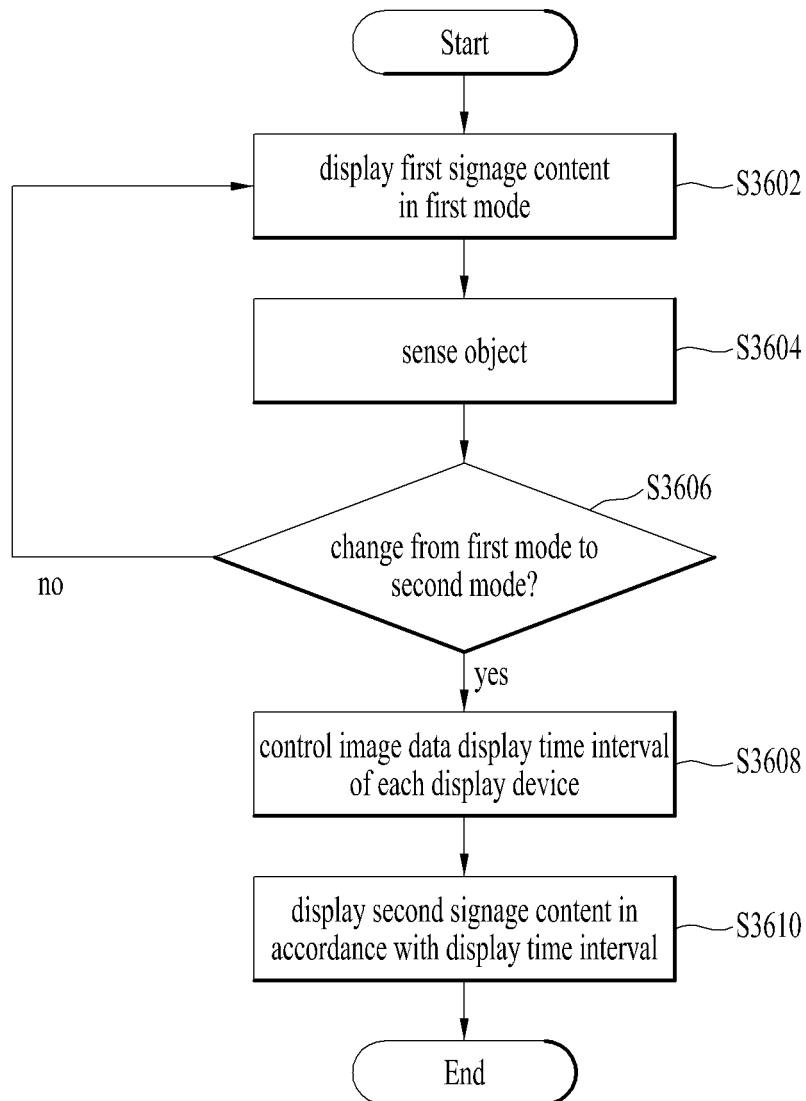 Start
display first signage content
in first mode
S3602
sense object
S3604
S3606
change from first mode to
second mode?
no
yes
control image data display time interval
of each display device
S3608
display second signage content in
accordance with display time interval
S3610
End